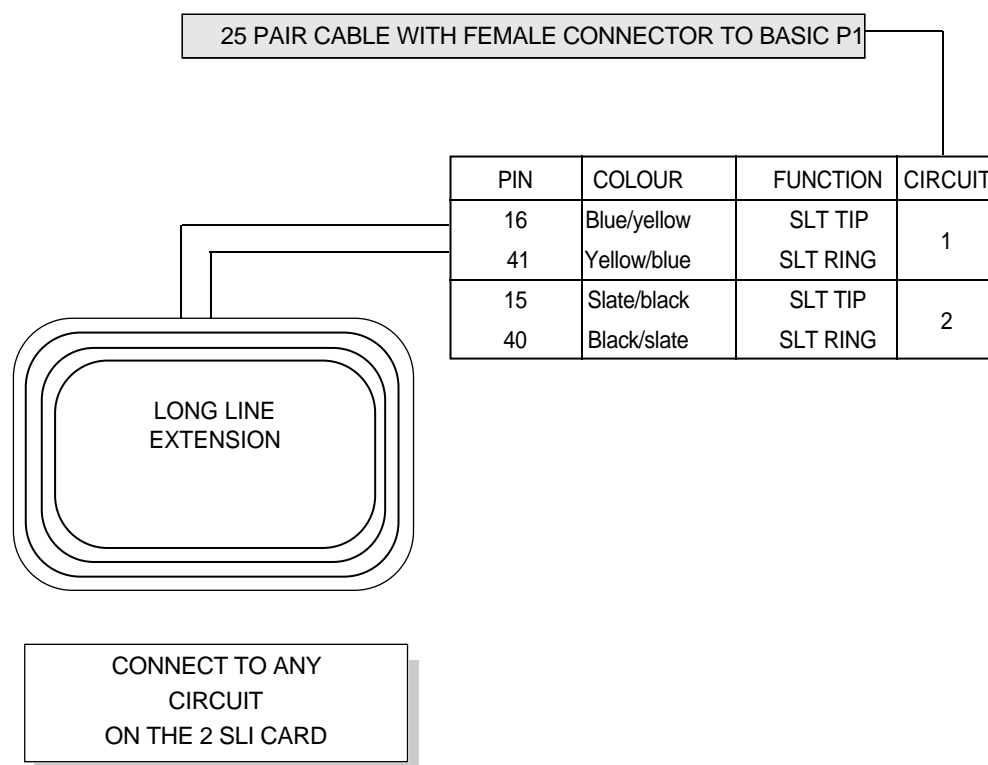 25 PAIR CABLE WITH FEMALE CONNECTOR TO BASIC P1
PIN COLOUR FUNCTION CIRCUIT
16 Blue/yellow SLT TIP 1
41 Yellow/blue SLT RING
15 Slate/black SLT TIP 2
40 Black/slate SLT RING
LONG LINE
EXTENSION
CONNECT TO ANY
CIRCUIT
ON THE 2 SLI CARD